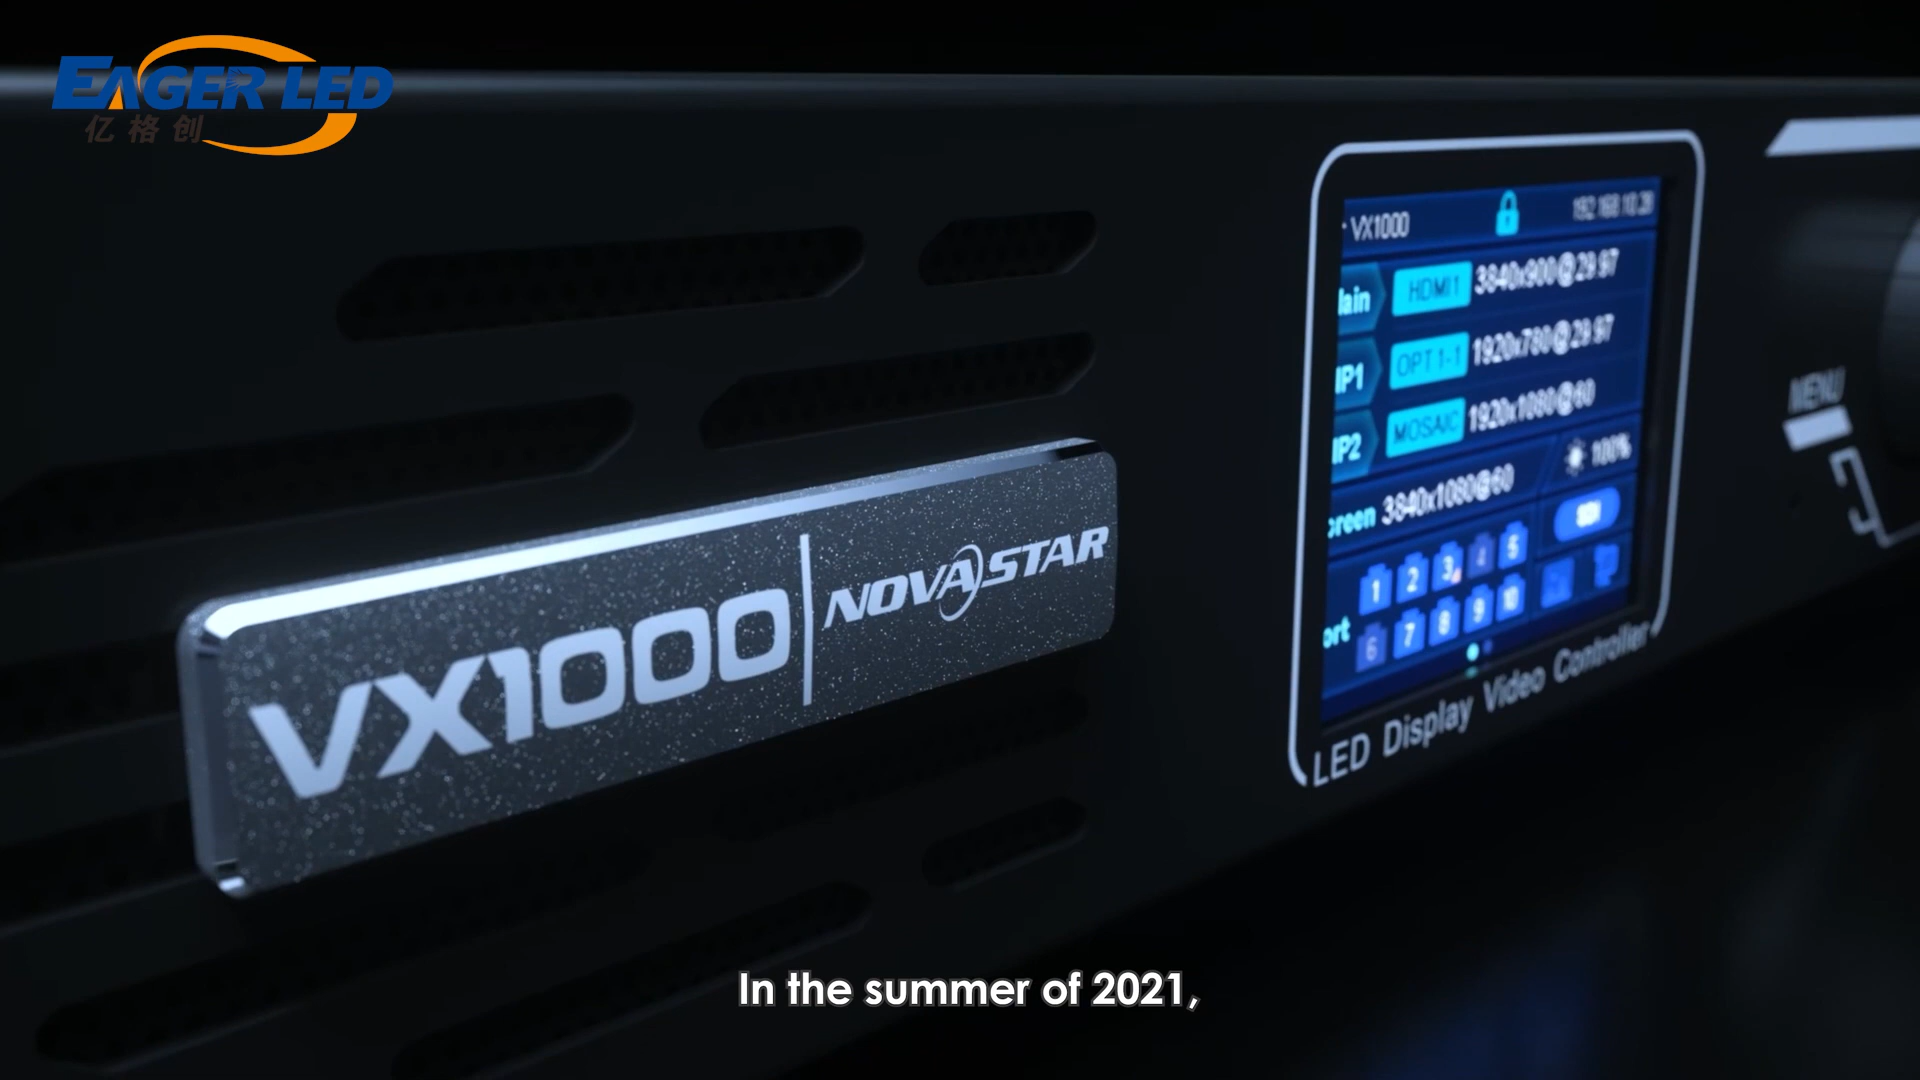 EAGER LED
亿格创
VX1000
192.168.10.20
ain HDMI1 3840x900@29.97
IP1 OPT 1-1 1920x780@29.97
IP2 MOSAIC 1920x1080@60
100%
creen 3840x1080@60
ort 1 2 3 4 5
6 7 8 9 10
LED Display Video Controller
MENU
VX1000 | NOVASTAR
In the summer of 2021,